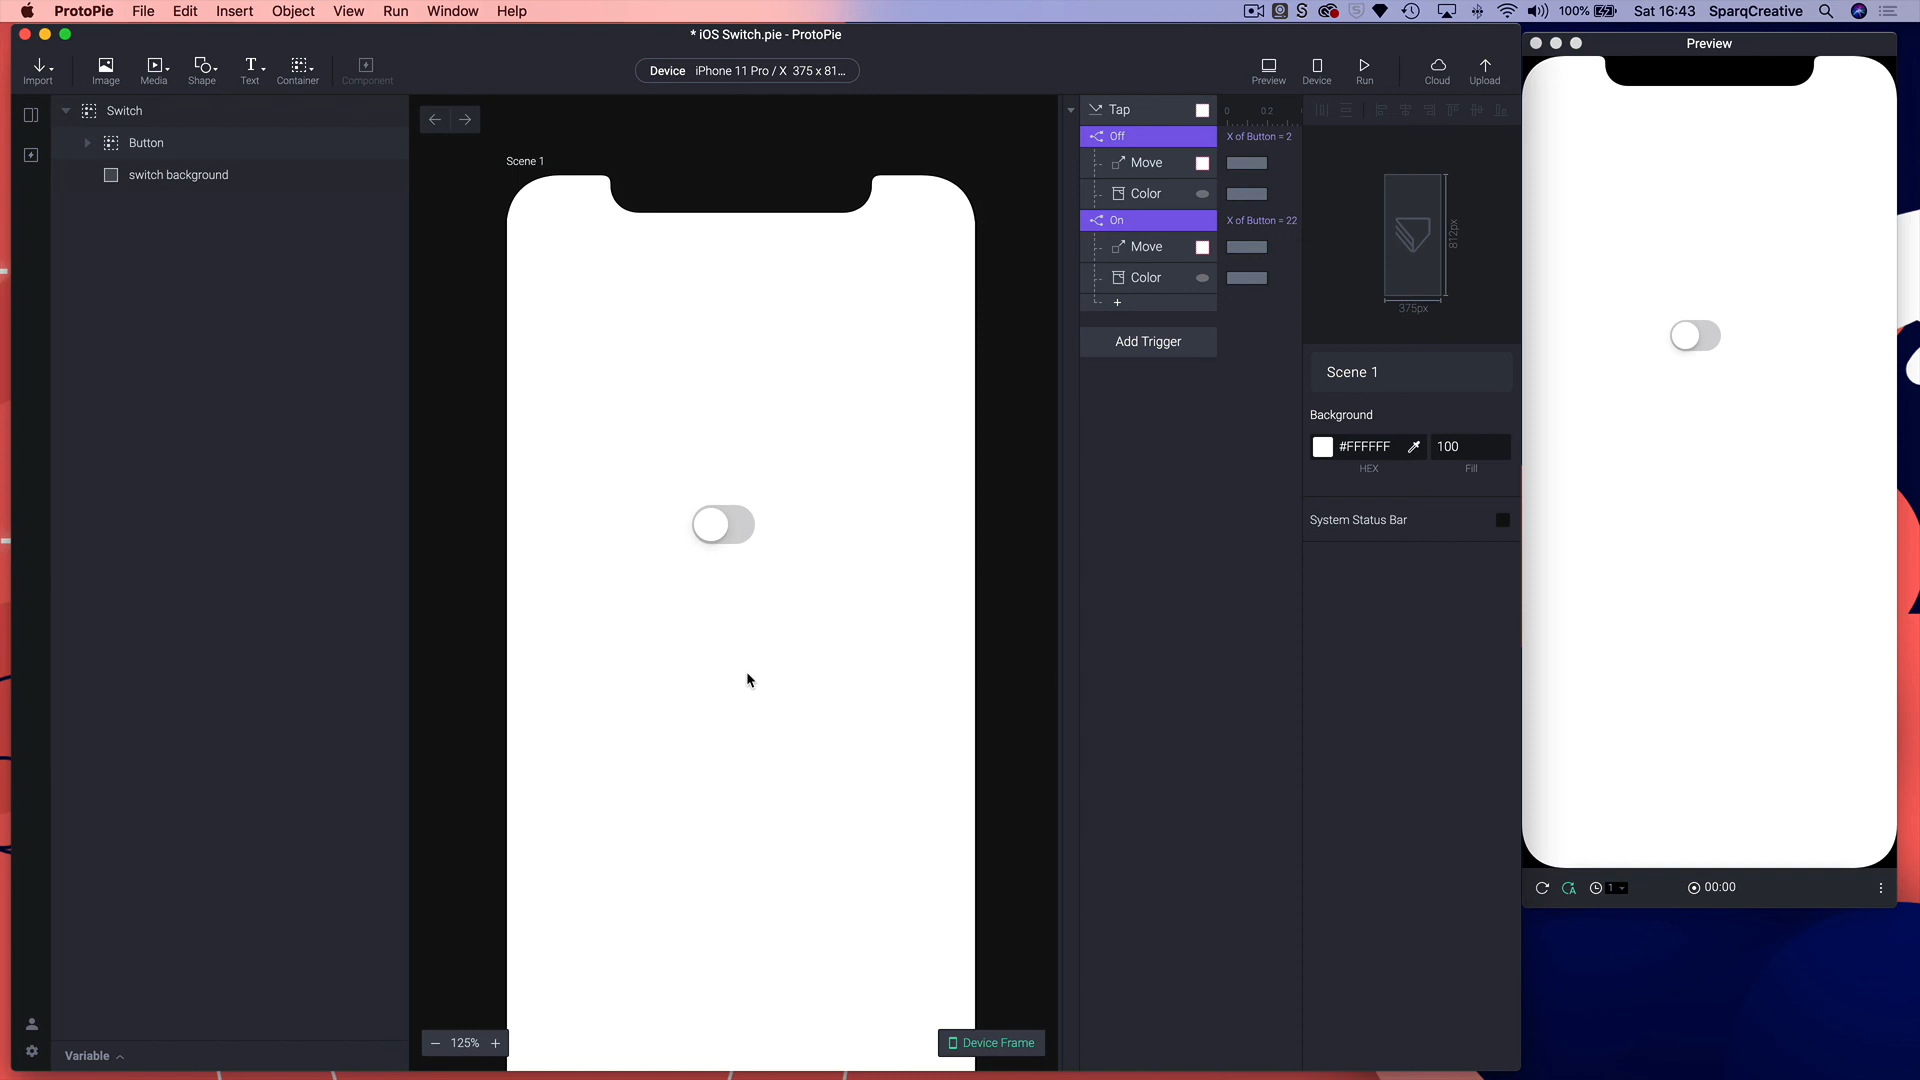 ProtoPie File Edit Insert Object View Run Window Help
100% Sat 16:43 SparqCreative
* iOS Switch.pie - ProtoPie
Import Image Media Shape Text Container Component
Device iPhone 11 Pro / X 375 x 81...
Preview Device Run Cloud Upload
Switch
Button
switch background
Variable
Scene 1
125%
Device Frame
Tap
0 0.2
Off
X of Button = 2
Move
Color
On
X of Button = 22
Move
Color
+
Add Trigger
812px
375px
Scene 1
Background
#FFFFFF 100
HEX Fill
System Status Bar
Preview
1 00:00